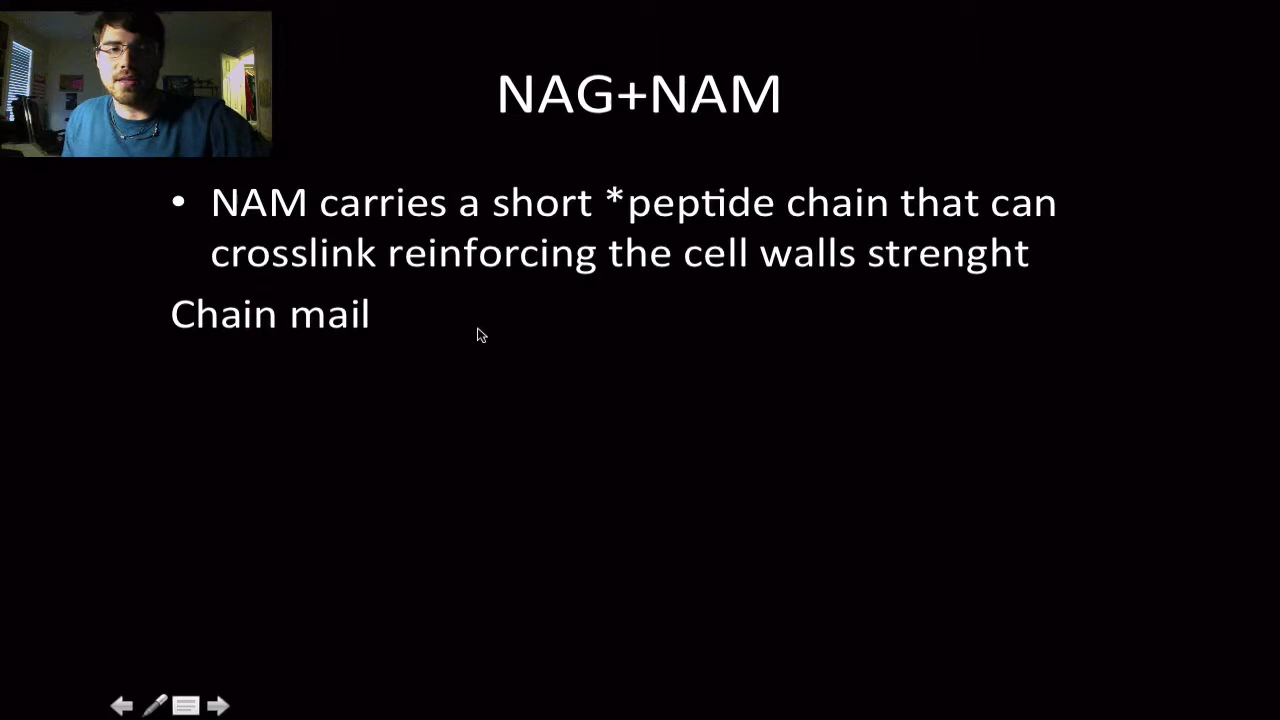 NAG+NAM
• NAM carries a short *peptide chain that can
crosslink reinforcing the cell walls strenght
Chain mail